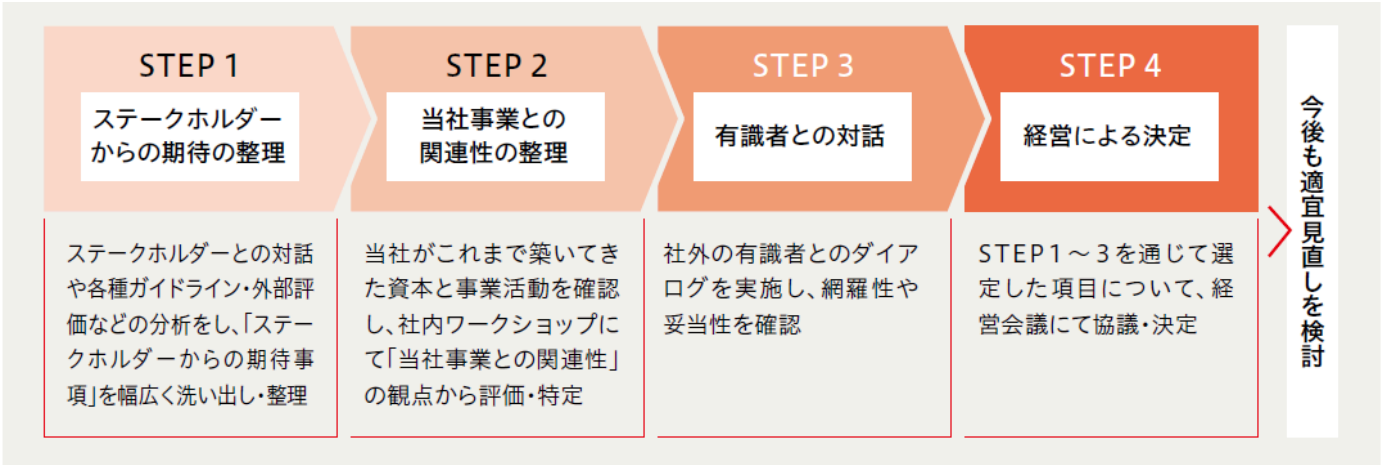 STEP 1
ステークホルダー
からの期待の整理
ステークホルダーとの対話
や各種ガイドライン・外部評
価などの分析をし、「ステー
クホルダーからの期待事
項」を幅広く洗い出し・整理
STEP 2
当社事業との
関連性の整理
当社がこれまで築いてき
た資本と事業活動を確認
し、社内ワークショップに
て「当社事業との関連性」
の観点から評価・特定
STEP 3
有識者との対話
社外の有識者とのダイア
ログを実施し、網羅性や
妥当性を確認
STEP 4
経営による決定
STEP1〜3を通じて選
定した項目について、経
営会議にて協議・決定
今後も適宜見直しを検討